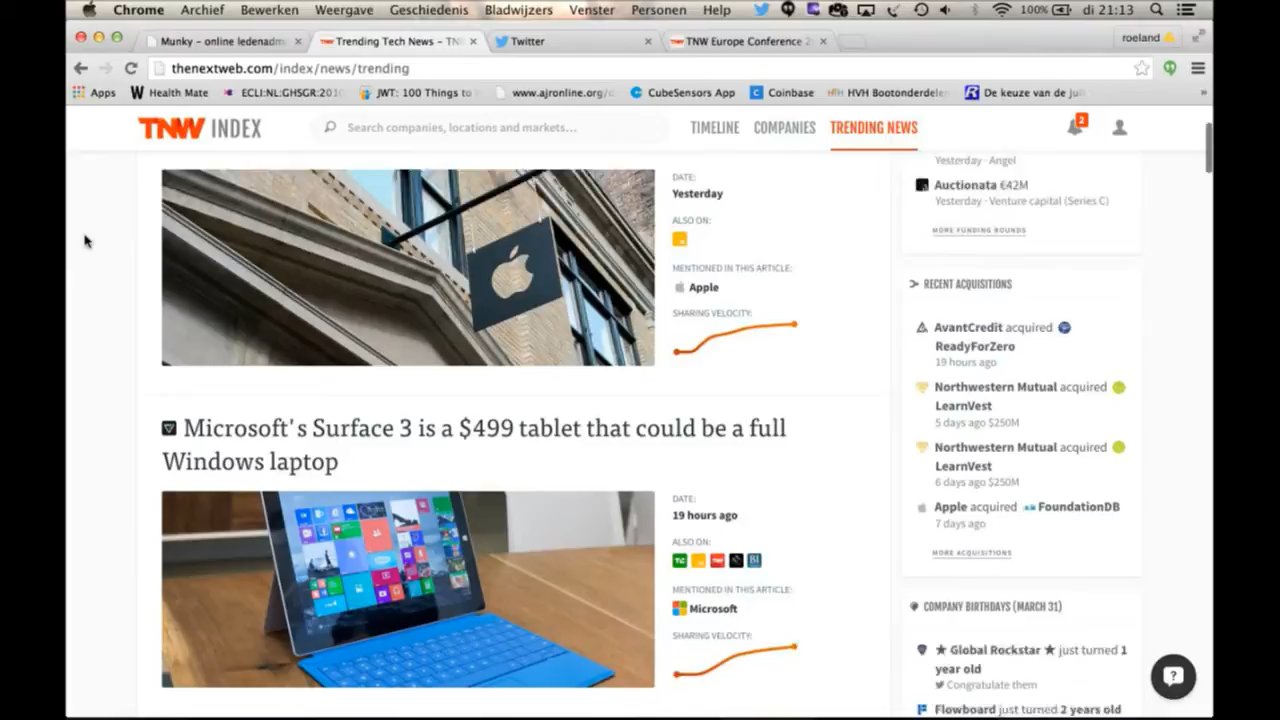 Chrome Archief Bewerken Weergave Geschiedenis Bladwijzers Venster Personen Help 100% di 21:13
Munky – online ledenadm
Trending Tech News – TN
Twitter
TNW Europe Conference 2
roeland
thenextweb.com/index/news/trending
Apps
Health Mate
ECLI:NL:GHSGR:201
JWT: 100 Things to
www.ajronline.org/d
CubeSensors App
Coinbase
HVH Bootonderdele
De keuze van de ju
»
TNW INDEX
Search companies, locations and markets...
TIMELINE COMPANIES TRENDING NEWS
2
DATE:
Yesterday
ALSO ON:
MENTIONED IN THIS ARTICLE:
Apple
SHARING VELOCITY:
Microsoft's Surface 3 is a $499 tablet that could be a full
Windows laptop
DATE:
19 hours ago
ALSO ON:
MENTIONED IN THIS ARTICLE:
Microsoft
SHARING VELOCITY:
Yesterday · Angel
Auctionata €42M
Yesterday · Venture capital (Series C)
MORE FUNDING ROUNDS
RECENT ACQUISITIONS
AvantCredit acquired
ReadyForZero
19 hours ago
Northwestern Mutual acquired
LearnVest
5 days ago $250M
Northwestern Mutual acquired
LearnVest
6 days ago $250M
Apple acquired FoundationDB
7 days ago
MORE ACQUISITIONS
COMPANY BIRTHDAYS (MARCH 31)
★ Global Rockstar ★ just turned 1
year old
Congratulate them
Flowboard just turned 2 years old
?